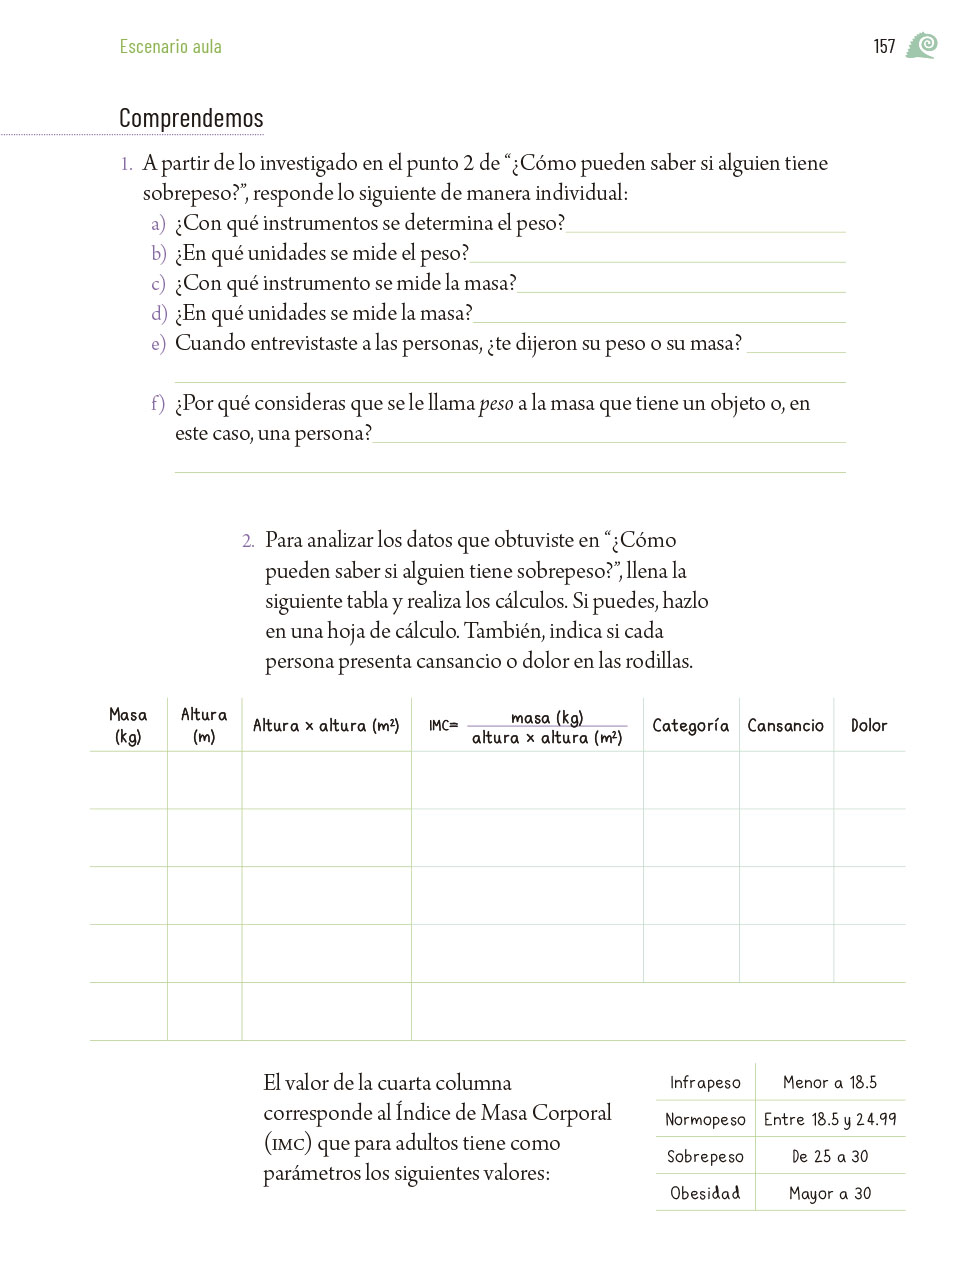 Escenario aula
157
Comprendemos
1. A partir de lo investigado en el punto 2 de “¿Cómo pueden saber si alguien tiene
sobrepeso?”, responde lo siguiente de manera individual:
a) ¿Con qué instrumentos se determina el peso?
b) ¿En qué unidades se mide el peso?
c) ¿Con qué instrumento se mide la masa?
d) ¿En qué unidades se mide la masa?
e) Cuando entrevistaste a las personas, ¿te dijeron su peso o su masa?
f) ¿Por qué consideras que se le llama peso a la masa que tiene un objeto o, en
este caso, una persona?
2. Para analizar los datos que obtuviste en “¿Cómo
pueden saber si alguien tiene sobrepeso?”, llena la
siguiente tabla y realiza los cálculos. Si puedes, hazlo
en una hoja de cálculo. También, indica si cada
persona presenta cansancio o dolor en las rodillas.
Masa
(kg)
Altura
(m)
Altura × altura (m²)
IMC=
masa (kg)
altura × altura (m²)
Categoría
Cansancio
Dolor
El valor de la cuarta columna
corresponde al Índice de Masa Corporal
(IMC) que para adultos tiene como
parámetros los siguientes valores:
Infrapeso Menor a 18.5
Normopeso Entre 18.5 y 24.99
Sobrepeso De 25 a 30
Obesidad Mayor a 30